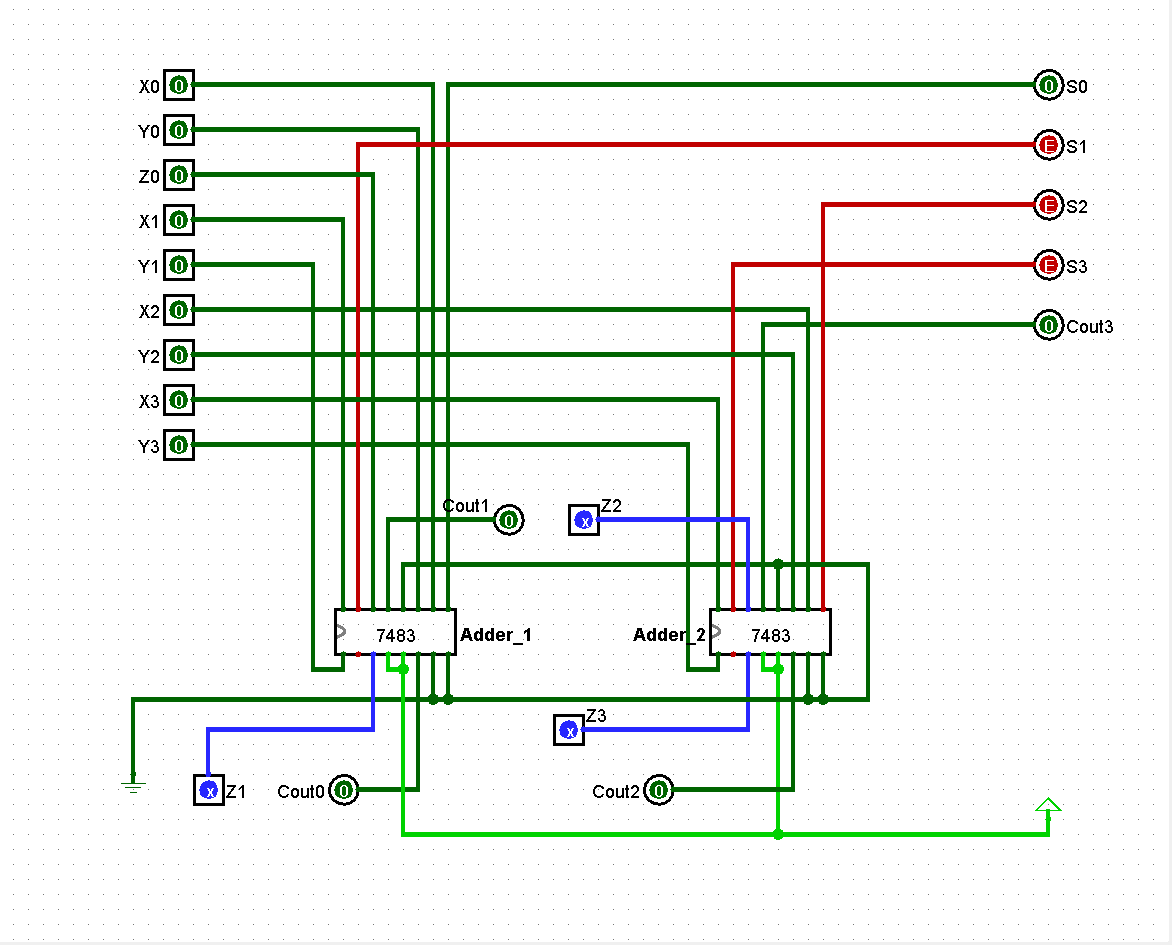 X0 0
Y0 0
Z0 0
X1 0
Y1 0
X2 0
Y2 0
X3 0
Y3 0
0 S0
E S1
E S2
E S3
0 Cout3
Cout1 0
x Z2
7483 Adder_1
Adder_2 7483
x Z3
x Z1
Cout0 0
Cout2 0